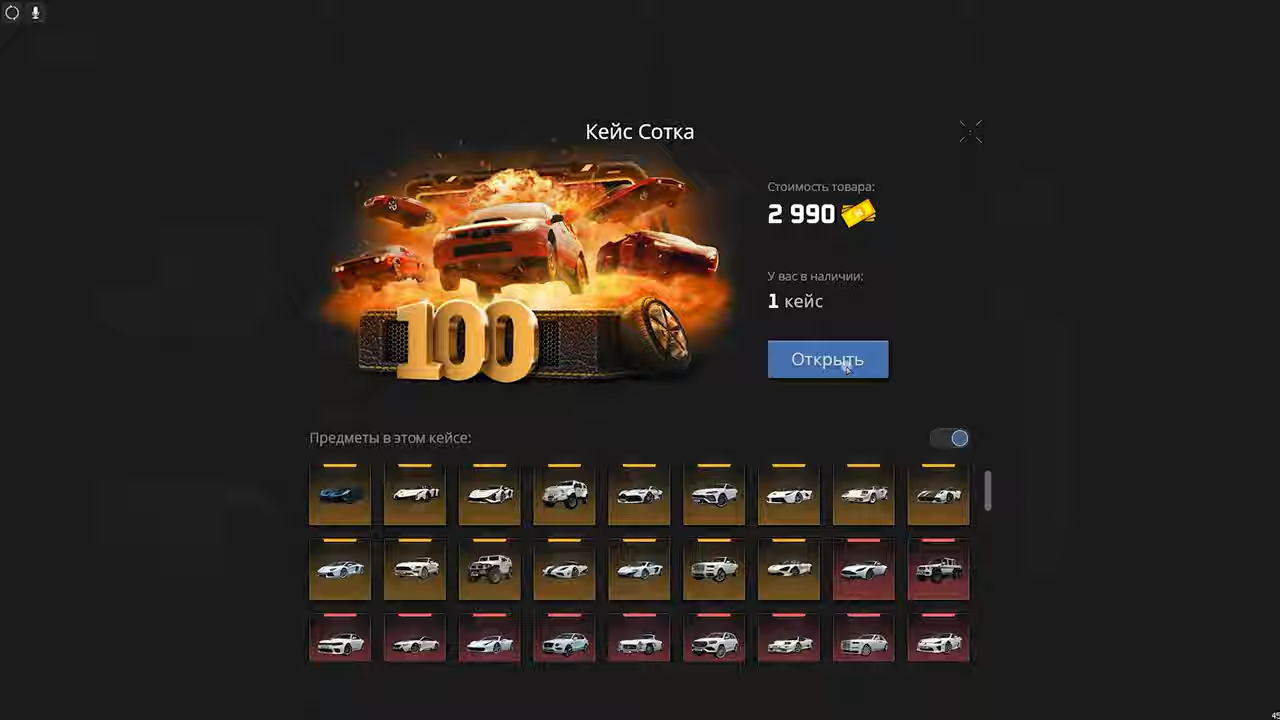 Кейс Сотка
Стоимость товара:
2 990
У вас в наличии:
1 кейс
Открыть
100
Предметы в этом кейсе: